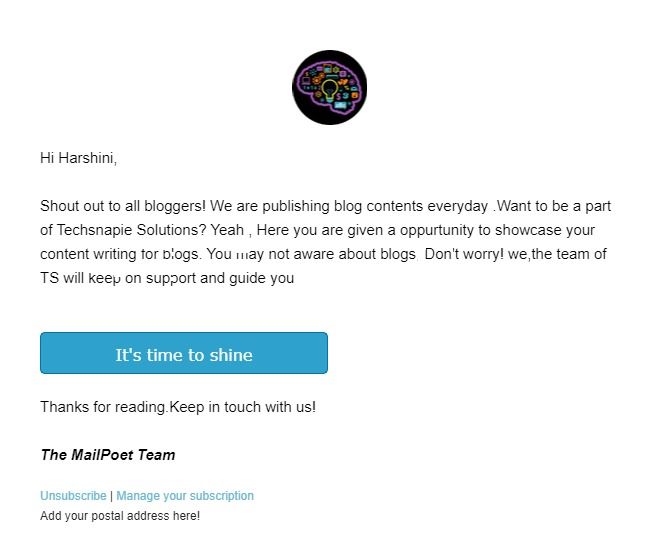 Hi Harshini,
Shout out to all bloggers! We are publishing blog contents everyday .Want to be a part
of Techsnapie Solutions? Yeah , Here you are given a oppurtunity to showcase your
content writing for blogs. You may not aware about blogs  Don't worry! we,the team of
TS will keep on support and guide you
It's time to shine
Thanks for reading.Keep in touch with us!
The MailPoet Team
Unsubscribe | Manage your subscription
Add your postal address here!